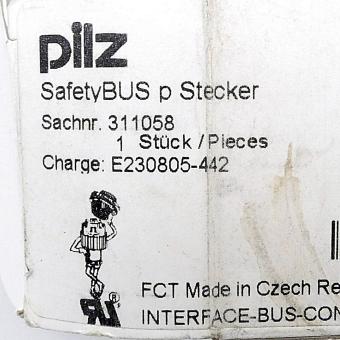 pilz
SafetyBUS p Stecker
Sachnr. 311058
1 Stück/Pieces
Charge: E230805-442
FCT Made in Czech Re
INTERFACE-BUS-CON